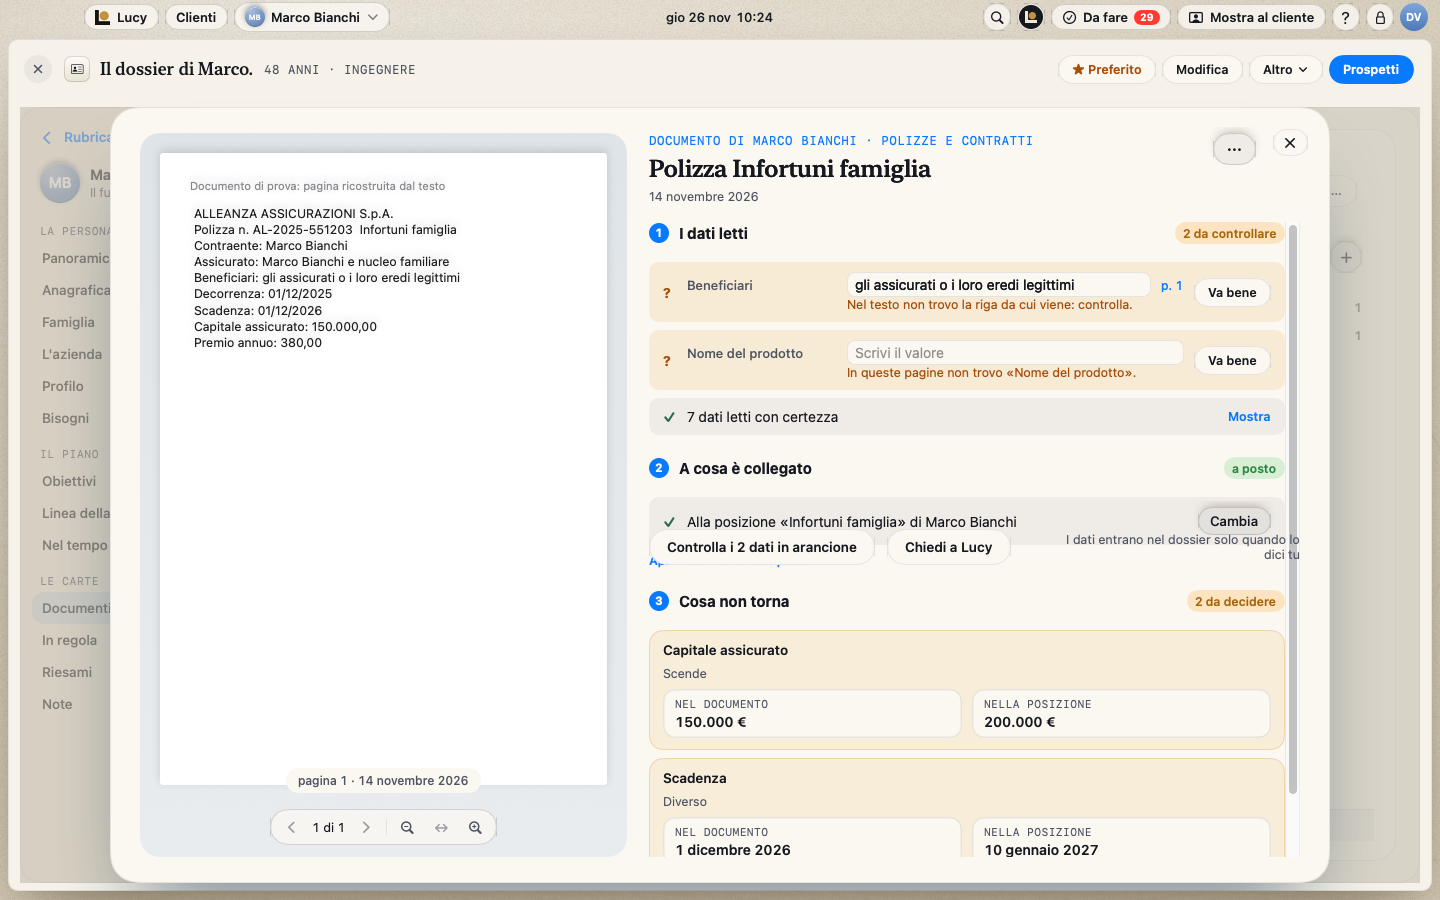 Lucy
Clienti
MB Marco Bianchi
gio 26 nov 10:24
Da fare 29
Mostra al cliente
?
DV
Il dossier di Marco.
48 ANNI · INGEGNERE
Preferito
Modifica
Altro
Prospetti
Rubrica
MB
Ma
Il fu
LA PERSONA
Panoramic
Anagrafica
Famiglia
L'azienda
Profilo
Bisogni
IL PIANO
Obiettivi
Linea della
Nel tempo
LE CARTE
Documenti
In regola
Riesami
Note
Documento di prova: pagina ricostruita dal testo
ALLEANZA ASSICURAZIONI S.p.A.
Polizza n. AL-2025-551203 Infortuni famiglia
Contraente: Marco Bianchi
Assicurato: Marco Bianchi e nucleo familiare
Beneficiari: gli assicurati o i loro eredi legittimi
Decorrenza: 01/12/2025
Scadenza: 01/12/2026
Capitale assicurato: 150.000,00
Premio annuo: 380,00
pagina 1 · 14 novembre 2026
1 di 1
DOCUMENTO DI MARCO BIANCHI · POLIZZE E CONTRATTI
Polizza Infortuni famiglia
14 novembre 2026
1 I dati letti
2 da controllare
? Beneficiari
gli assicurati o i loro eredi legittimi
p. 1
Va bene
Nel testo non trovo la riga da cui viene: controlla.
? Nome del prodotto
Scrivi il valore
Va bene
In queste pagine non trovo «Nome del prodotto».
7 dati letti con certezza
Mostra
2 A cosa è collegato
a posto
Alla posizione «Infortuni famiglia» di Marco Bianchi
Cambia
Controlla i 2 dati in arancione
Chiedi a Lucy
I dati entrano nel dossier solo quando lo
dici tu
3 Cosa non torna
2 da decidere
Capitale assicurato
Scende
NEL DOCUMENTO
150.000 €
NELLA POSIZIONE
200.000 €
Scadenza
Diverso
NEL DOCUMENTO
1 dicembre 2026
NELLA POSIZIONE
10 gennaio 2027
1
1